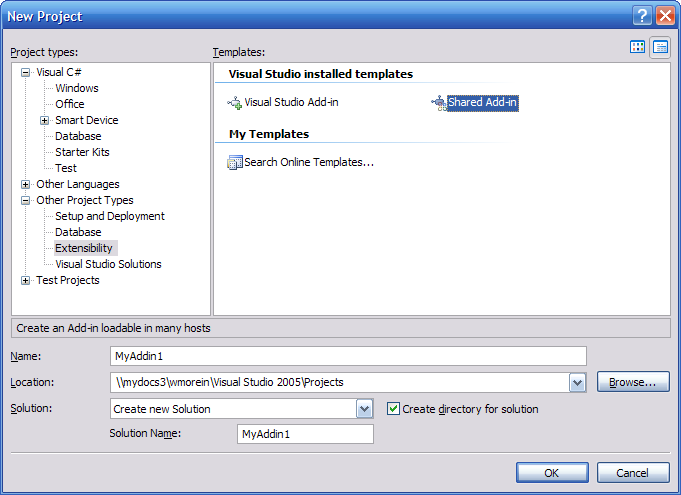 New Project
Project types:
Templates:
Visual C#
Windows
Office
Smart Device
Database
Starter Kits
Test
Other Languages
Other Project Types
Setup and Deployment
Database
Extensibility
Visual Studio Solutions
Test Projects
Visual Studio installed templates
Visual Studio Add-in
Shared Add-in
My Templates
Search Online Templates...
Create an Add-in loadable in many hosts
Name:
MyAddin1
Location:
\\mydocs3\wmorein\Visual Studio 2005\Projects
Browse...
Solution:
Create new Solution
Create directory for solution
Solution Name:
MyAddin1
OK
Cancel